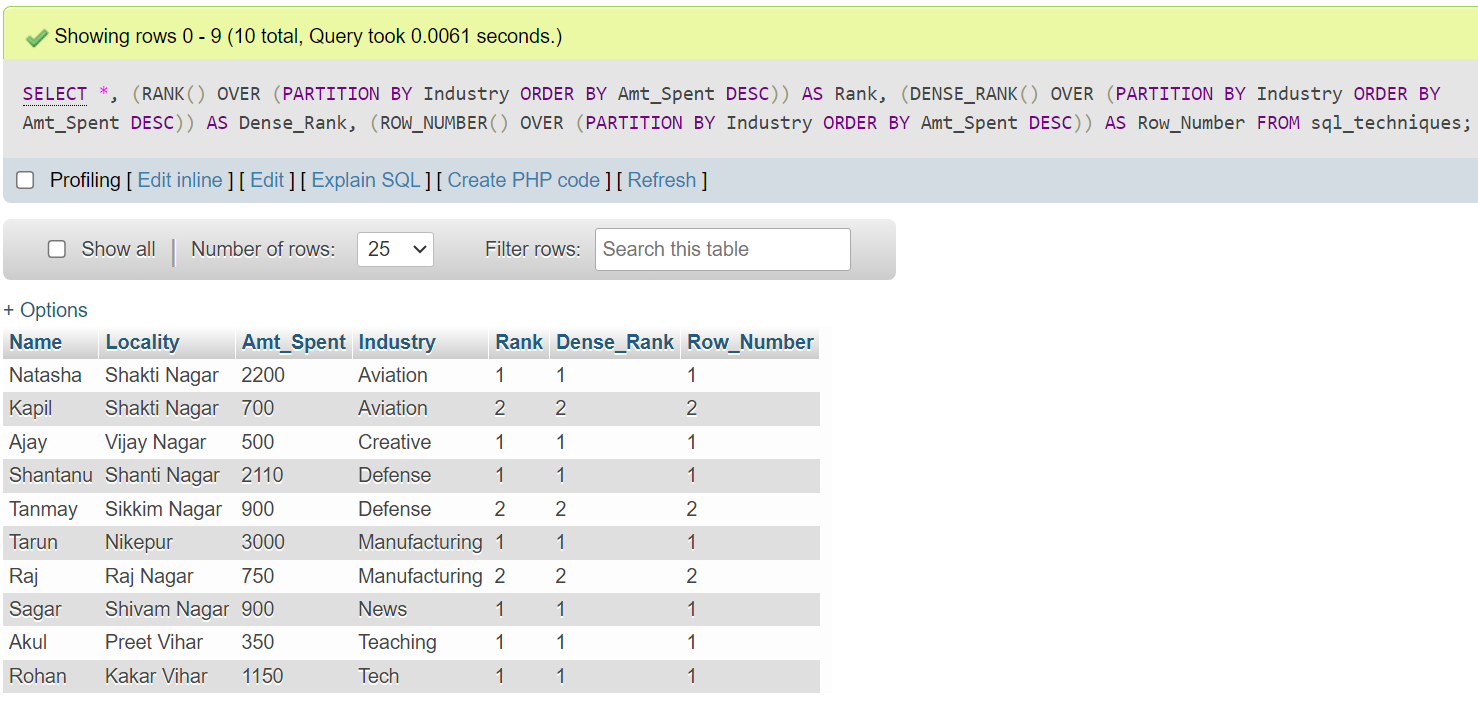 Showing rows 0 - 9 (10 total, Query took 0.0061 seconds.)
SELECT *, (RANK() OVER (PARTITION BY Industry ORDER BY Amt_Spent DESC)) AS Rank, (DENSE_RANK() OVER (PARTITION BY Industry ORDER BY
Amt_Spent DESC)) AS Dense_Rank, (ROW_NUMBER() OVER (PARTITION BY Industry ORDER BY Amt_Spent DESC)) AS Row_Number FROM sql_techniques;
Profiling [ Edit inline ] [ Edit ] [ Explain SQL ] [ Create PHP code ] [ Refresh ]
Show all | Number of rows: 25 Filter rows: Search this table
+ Options
Name Locality Amt_Spent Industry Rank Dense_Rank Row_Number
Natasha Shakti Nagar 2200 Aviation 1 1 1
Kapil Shakti Nagar 700 Aviation 2 2 2
Ajay Vijay Nagar 500 Creative 1 1 1
Shantanu Shanti Nagar 2110 Defense 1 1 1
Tanmay Sikkim Nagar 900 Defense 2 2 2
Tarun Nikepur 3000 Manufacturing 1 1 1
Raj Raj Nagar 750 Manufacturing 2 2 2
Sagar Shivam Nagar 900 News 1 1 1
Akul Preet Vihar 350 Teaching 1 1 1
Rohan Kakar Vihar 1150 Tech 1 1 1